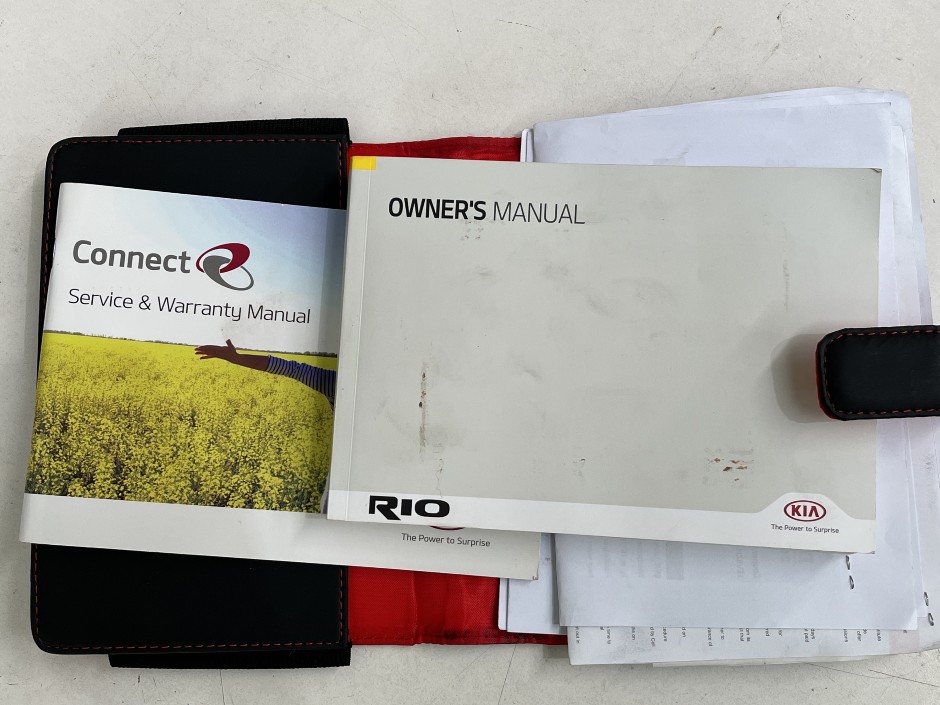 Connect
Service & Warranty Manual
The Power to Surprise
OWNER'S MANUAL
RIO
KIA
The Power to Surprise